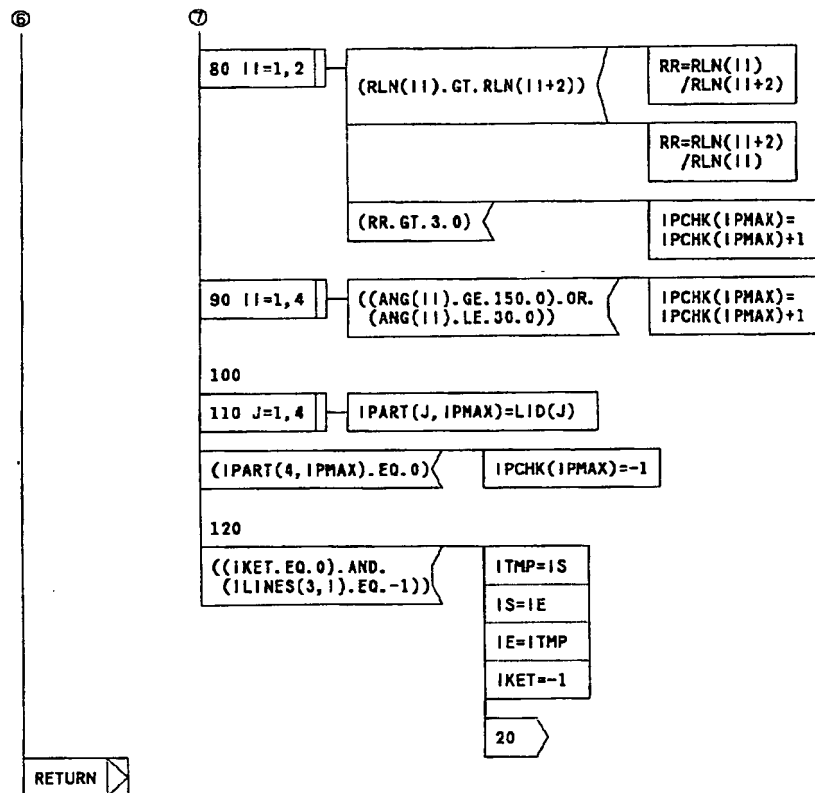 ⑥ ⑦
80 II=1,2
(RLN(II).GT.RLN(II+2))
RR=RLN(II)
/RLN(II+2)
RR=RLN(II+2)
/RLN(II)
(RR.GT.3.0)
IPCHK(IPMAX)=
IPCHK(IPMAX)+1
90 II=1,4
((ANG(II).GE.150.0).OR.
(ANG(II).LE.30.0))
IPCHK(IPMAX)=
IPCHK(IPMAX)+1
100
110 J=1,4
IPART(J,IPMAX)=LID(J)
(IPART(4,IPMAX).EQ.0)
IPCHK(IPMAX)=-1
120
((IKET.EQ.0).AND.
(ILINES(3,I).EQ.-1))
ITMP=IS
IS=IE
IE=ITMP
IKET=-1
20
RETURN